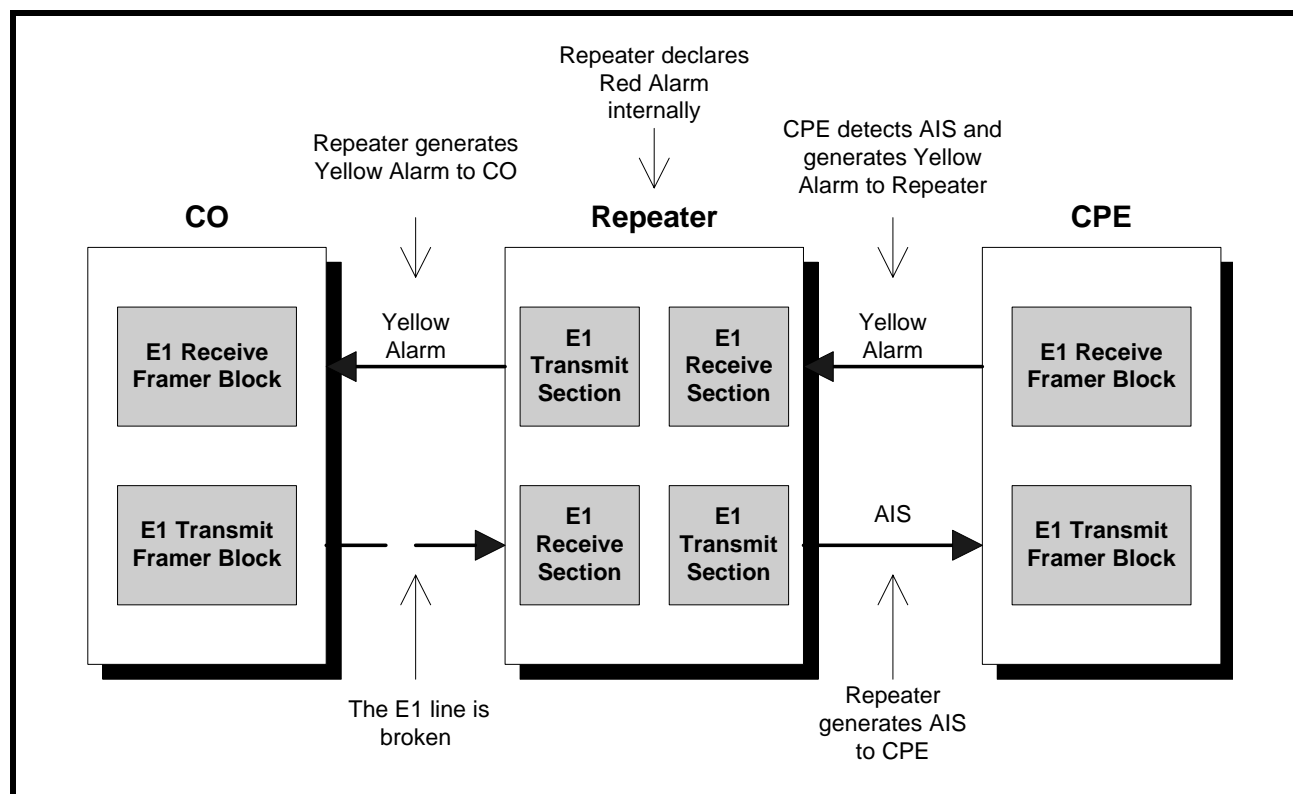 Repeater declares
Red Alarm
internally
Repeater generates
Yellow Alarm to CO
CPE detects AIS and
generates Yellow
Alarm to Repeater
CO
Repeater
CPE
E1 Receive
Framer Block
Yellow
Alarm
E1
Transmit
Section
E1
Receive
Section
Yellow
Alarm
E1 Receive
Framer Block
E1 Transmit
Framer Block
E1
Receive
Section
E1
Transmit
Section
AIS
E1 Transmit
Framer Block
The E1 line is
broken
Repeater
generates AIS
to CPE